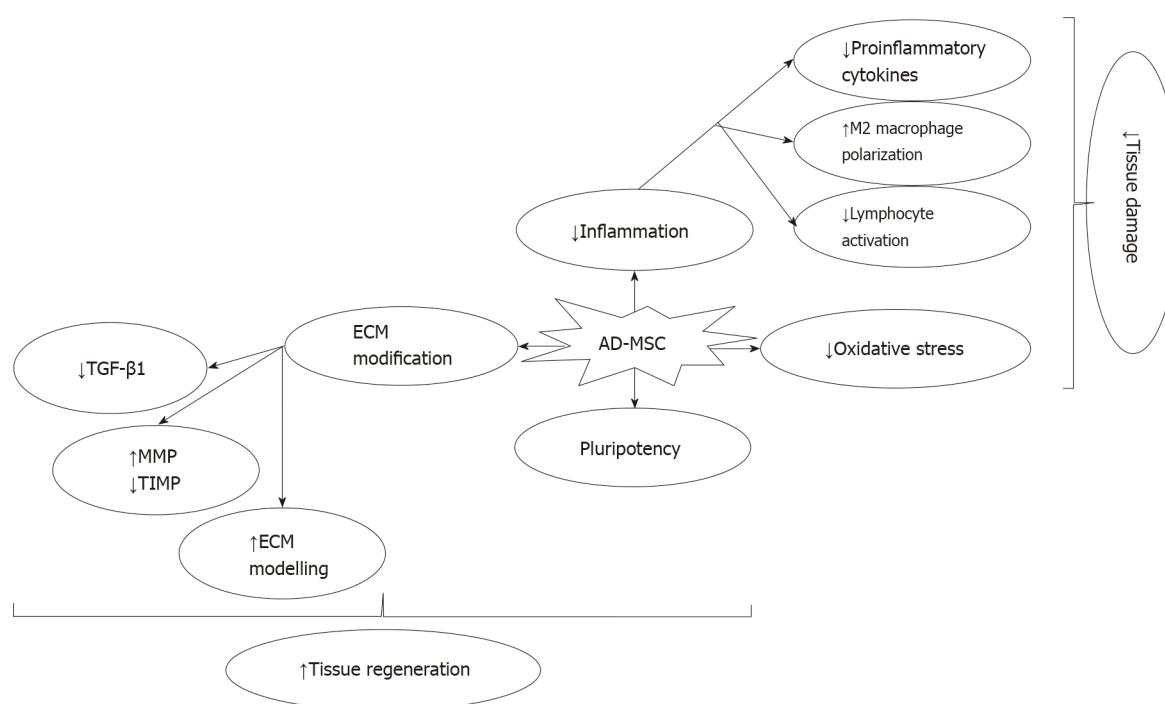 ↓Proinflammatory
cytokines
↑M2 macrophage
polarization
↓Lymphocyte
activation
↓Tissue damage
↓Inflammation
ECM
modification
AD-MSC
↓Oxidative stress
↓TGF-β1
Pluripotency
↑MMP
↓TIMP
↑ECM
modelling
↑Tissue regeneration